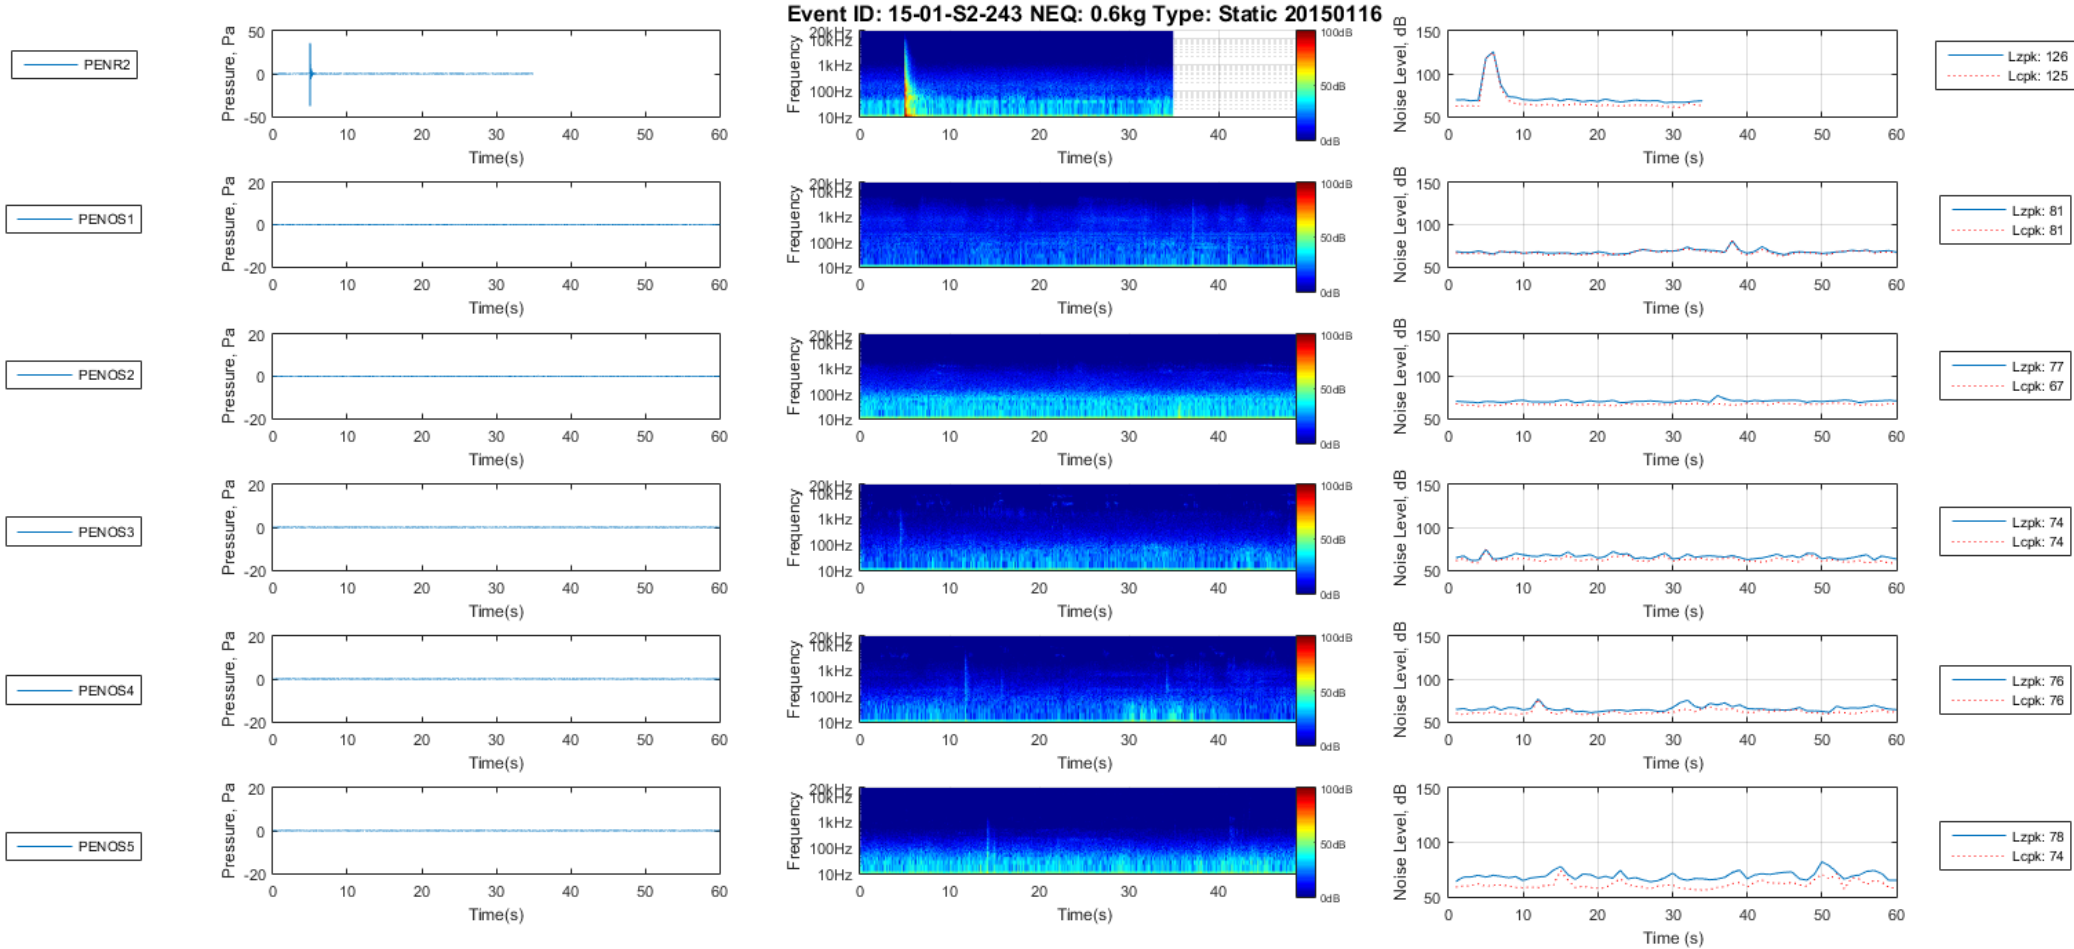 Event ID: 15-01-S2-243 NEQ: 0.6kg Type: Static 20150116
PENR2
Pressure, Pa
50
0
-50
0 10 20 30 40 50 60
Time(s)
Frequency
20kHz
10kHz
1kHz
100Hz
10Hz
0 20 40
Time(s)
100dB
50dB
0dB
Noise Level, dB
150
100
50
0 10 20 30 40 50 60
Time (s)
Lzpk: 126
Lcpk: 125
PENOS1
Pressure, Pa
20
0
-20
0 10 20 30 40 50 60
Time(s)
Frequency
20kHz
10kHz
1kHz
100Hz
10Hz
0 20 40
Time(s)
100dB
50dB
0dB
Noise Level, dB
150
100
50
0 10 20 30 40 50 60
Time (s)
Lzpk: 81
Lcpk: 81
PENOS2
Pressure, Pa
20
0
-20
0 10 20 30 40 50 60
Time(s)
Frequency
20kHz
10kHz
1kHz
100Hz
10Hz
0 20 40
Time(s)
100dB
50dB
0dB
Noise Level, dB
150
100
50
0 10 20 30 40 50 60
Time (s)
Lzpk: 77
Lcpk: 67
PENOS3
Pressure, Pa
20
0
-20
0 10 20 30 40 50 60
Time(s)
Frequency
20kHz
10kHz
1kHz
100Hz
10Hz
0 20 40
Time(s)
100dB
50dB
0dB
Noise Level, dB
150
100
50
0 10 20 30 40 50 60
Time (s)
Lzpk: 74
Lcpk: 74
PENOS4
Pressure, Pa
20
0
-20
0 10 20 30 40 50 60
Time(s)
Frequency
20kHz
10kHz
1kHz
100Hz
10Hz
0 20 40
Time(s)
100dB
50dB
0dB
Noise Level, dB
150
100
50
0 10 20 30 40 50 60
Time (s)
Lzpk: 76
Lcpk: 76
PENOS5
Pressure, Pa
20
0
-20
0 10 20 30 40 50 60
Time(s)
Frequency
20kHz
10kHz
1kHz
100Hz
10Hz
0 20 40
Time(s)
100dB
50dB
0dB
Noise Level, dB
150
100
50
0 10 20 30 40 50 60
Time (s)
Lzpk: 78
Lcpk: 74